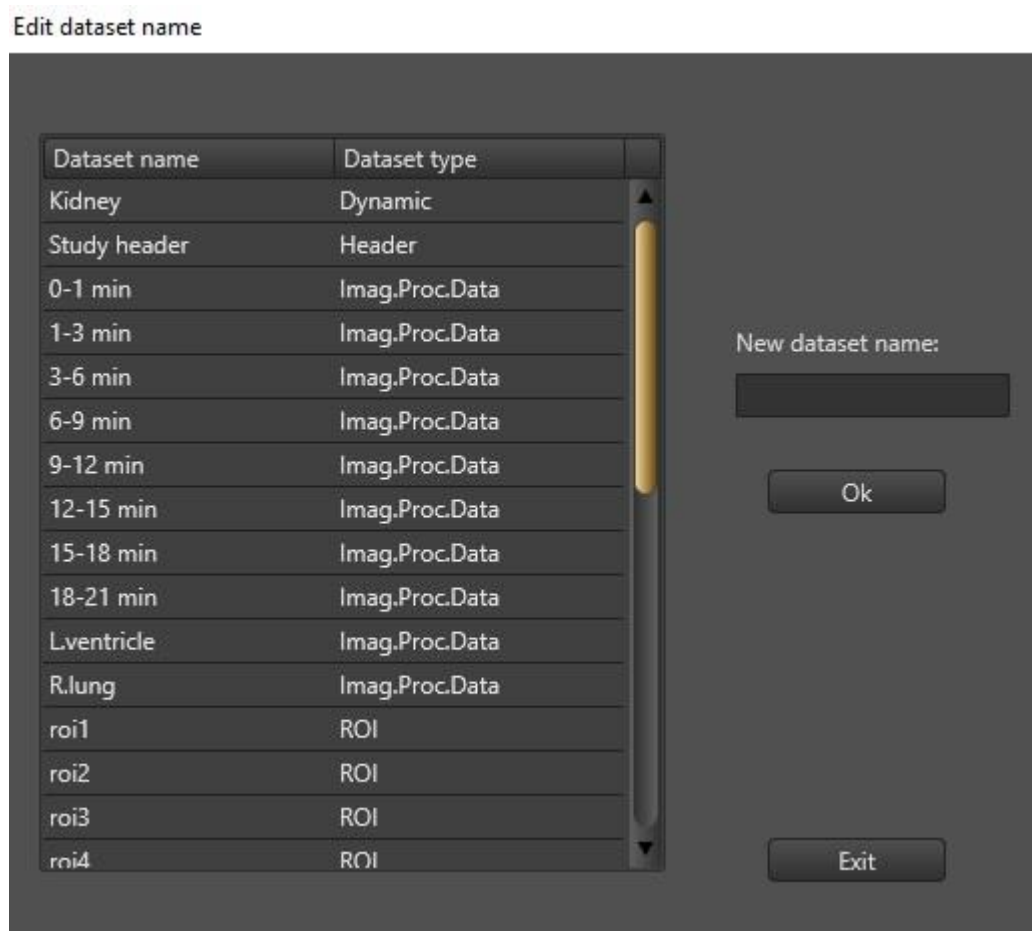 Edit dataset name
Dataset name Dataset type
Kidney Dynamic
Study header Header
0-1 min Imag.Proc.Data
1-3 min Imag.Proc.Data
3-6 min Imag.Proc.Data
6-9 min Imag.Proc.Data
9-12 min Imag.Proc.Data
12-15 min Imag.Proc.Data
15-18 min Imag.Proc.Data
18-21 min Imag.Proc.Data
L.ventricle Imag.Proc.Data
R.lung Imag.Proc.Data
roi1 ROI
roi2 ROI
roi3 ROI
roi4 ROI
New dataset name:
Ok
Exit